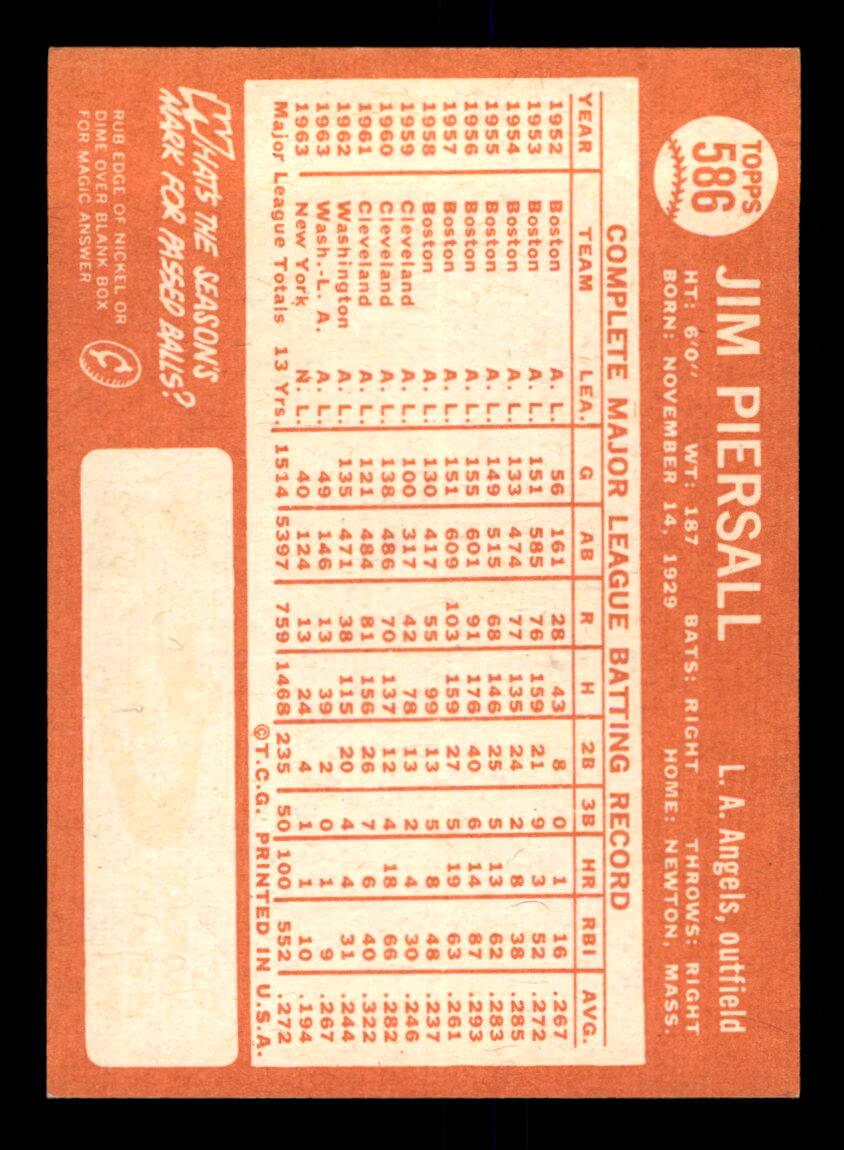 TOPPS
586
JIM PIERSALL L. A. Angels, outfield
HT: 6'0" WT: 187 BATS: RIGHT THROWS: RIGHT
BORN: NOVEMBER 14, 1929 HOME: NEWTON, MASS.
COMPLETE MAJOR LEAGUE BATTING RECORD
YEAR TEAM LEA. G AB R H 2B 3B HR RBI AVG.
1952 Boston A. L. 56 161 28 43 8 0 1 16 .267
1953 Boston A. L. 151 585 76 159 21 9 3 52 .272
1954 Boston A. L. 133 474 77 135 24 2 8 38 .285
1955 Boston A. L. 149 515 68 146 25 5 13 62 .283
1956 Boston A. L. 155 601 91 176 40 6 14 87 .293
1957 Boston A. L. 151 609 103 159 27 5 19 63 .261
1958 Boston A. L. 130 417 55 99 13 5 8 48 .237
1959 Cleveland A. L. 100 317 42 78 13 2 4 30 .246
1960 Cleveland A. L. 138 486 70 137 12 4 18 66 .282
1961 Cleveland A. L. 121 484 81 156 26 7 6 40 .322
1962 Washington A. L. 135 471 38 115 20 4 4 31 .244
1963 Wash.-L. A. A. L. 49 146 13 39 2 0 1 9 .267
1963 New York N. L. 40 124 13 24 4 1 1 10 .194
Major League Totals 13 Yrs. 1514 5397 759 1468 235 50 100 552 .272
©T.C.G. PRINTED IN U.S.A.
WHAT'S THE SEASON'S
MARK FOR PASSED BALLS?
RUB EDGE OF NICKEL OR
DIME OVER BLANK BOX
FOR MAGIC ANSWER